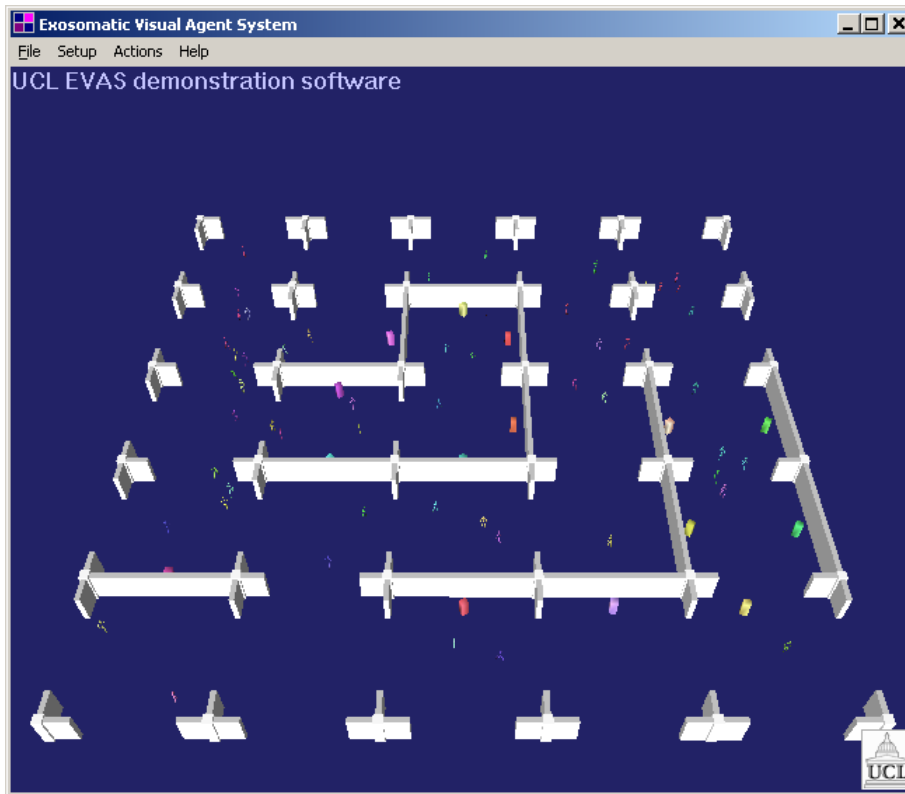 Exosomatic Visual Agent System
File Setup Actions Help
UCL EVAS demonstration software
UCL